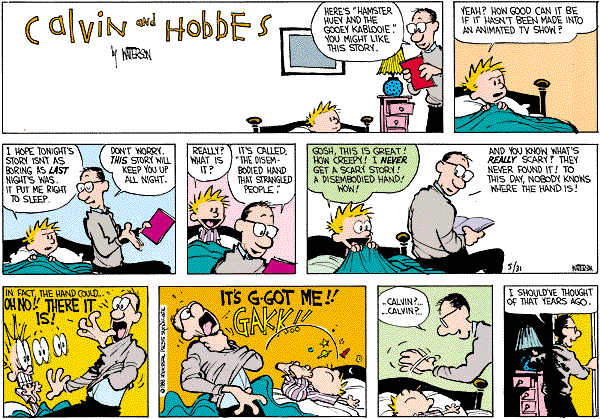 Calvin and Hobbes
by WATERSON
HERE'S "HAMSTER
HUEY AND THE
GOOEY KABLOOIE."
YOU MIGHT LIKE
THIS STORY.
YEAH? HOW GOOD CAN IT BE
IF IT HASN'T BEEN MADE INTO
AN ANIMATED TV SHOW?
I HOPE TONIGHT'S
STORY ISN'T AS
BORING AS LAST
NIGHT'S WAS.
IT PUT ME RIGHT
TO SLEEP.
DON'T WORRY.
THIS STORY WILL
KEEP YOU UP
ALL NIGHT.
REALLY?
WHAT IS
IT?
IT'S CALLED,
"THE DISEM-
BODIED HAND
THAT STRANGLED
PEOPLE."
GOSH, THIS IS GREAT!
HOW CREEPY! I NEVER
GET A SCARY STORY!
A DISEMBODIED HAND!
WOW!
AND YOU KNOW WHAT'S
REALLY SCARY? THEY
NEVER FOUND IT! TO
THIS DAY, NOBODY KNOWS
WHERE THE HAND IS!
5/31
WATERSON
IN FACT, THE HAND COULD...
OH NO!! THERE IT
IS!
IT'S G-GOT ME!!
GAKK!!
...CALVIN?...
...CALVIN?..
I SHOULD'VE THOUGHT
OF THAT YEARS AGO.